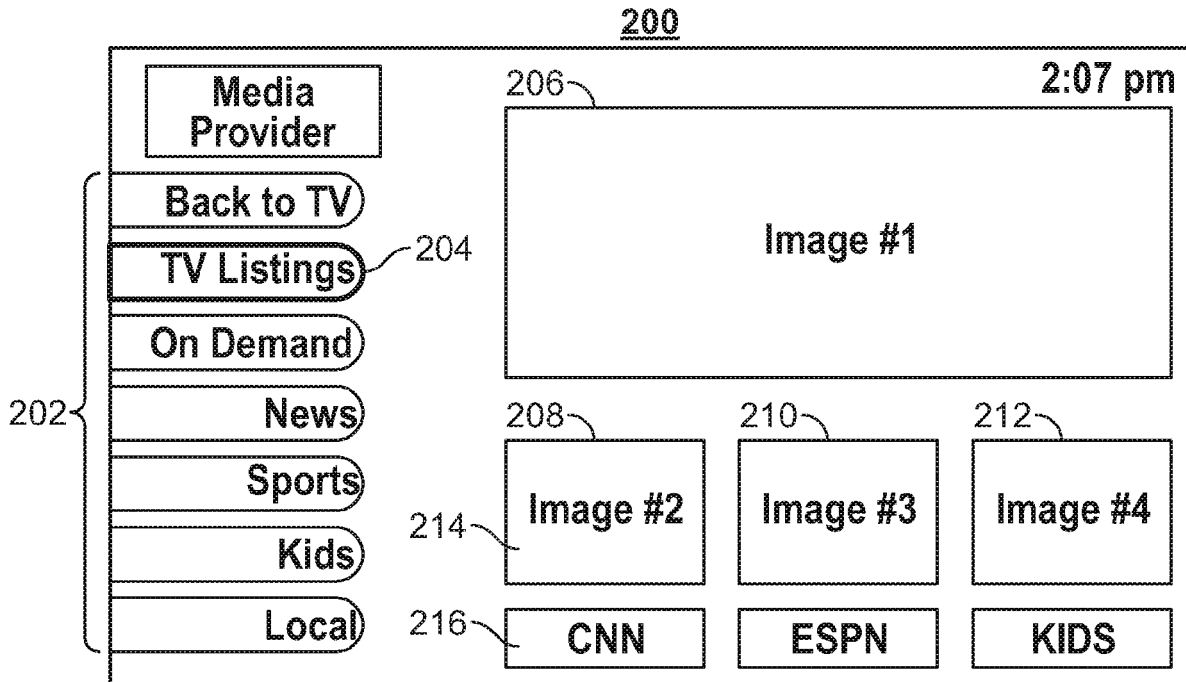 200
2:07 pm
Media
Provider
206
Image #1
Back to TV
TV Listings
204
On Demand
202
News
Sports
Kids
Local
208
210
212
Image #2
Image #3
Image #4
214
216
CNN
ESPN
KIDS